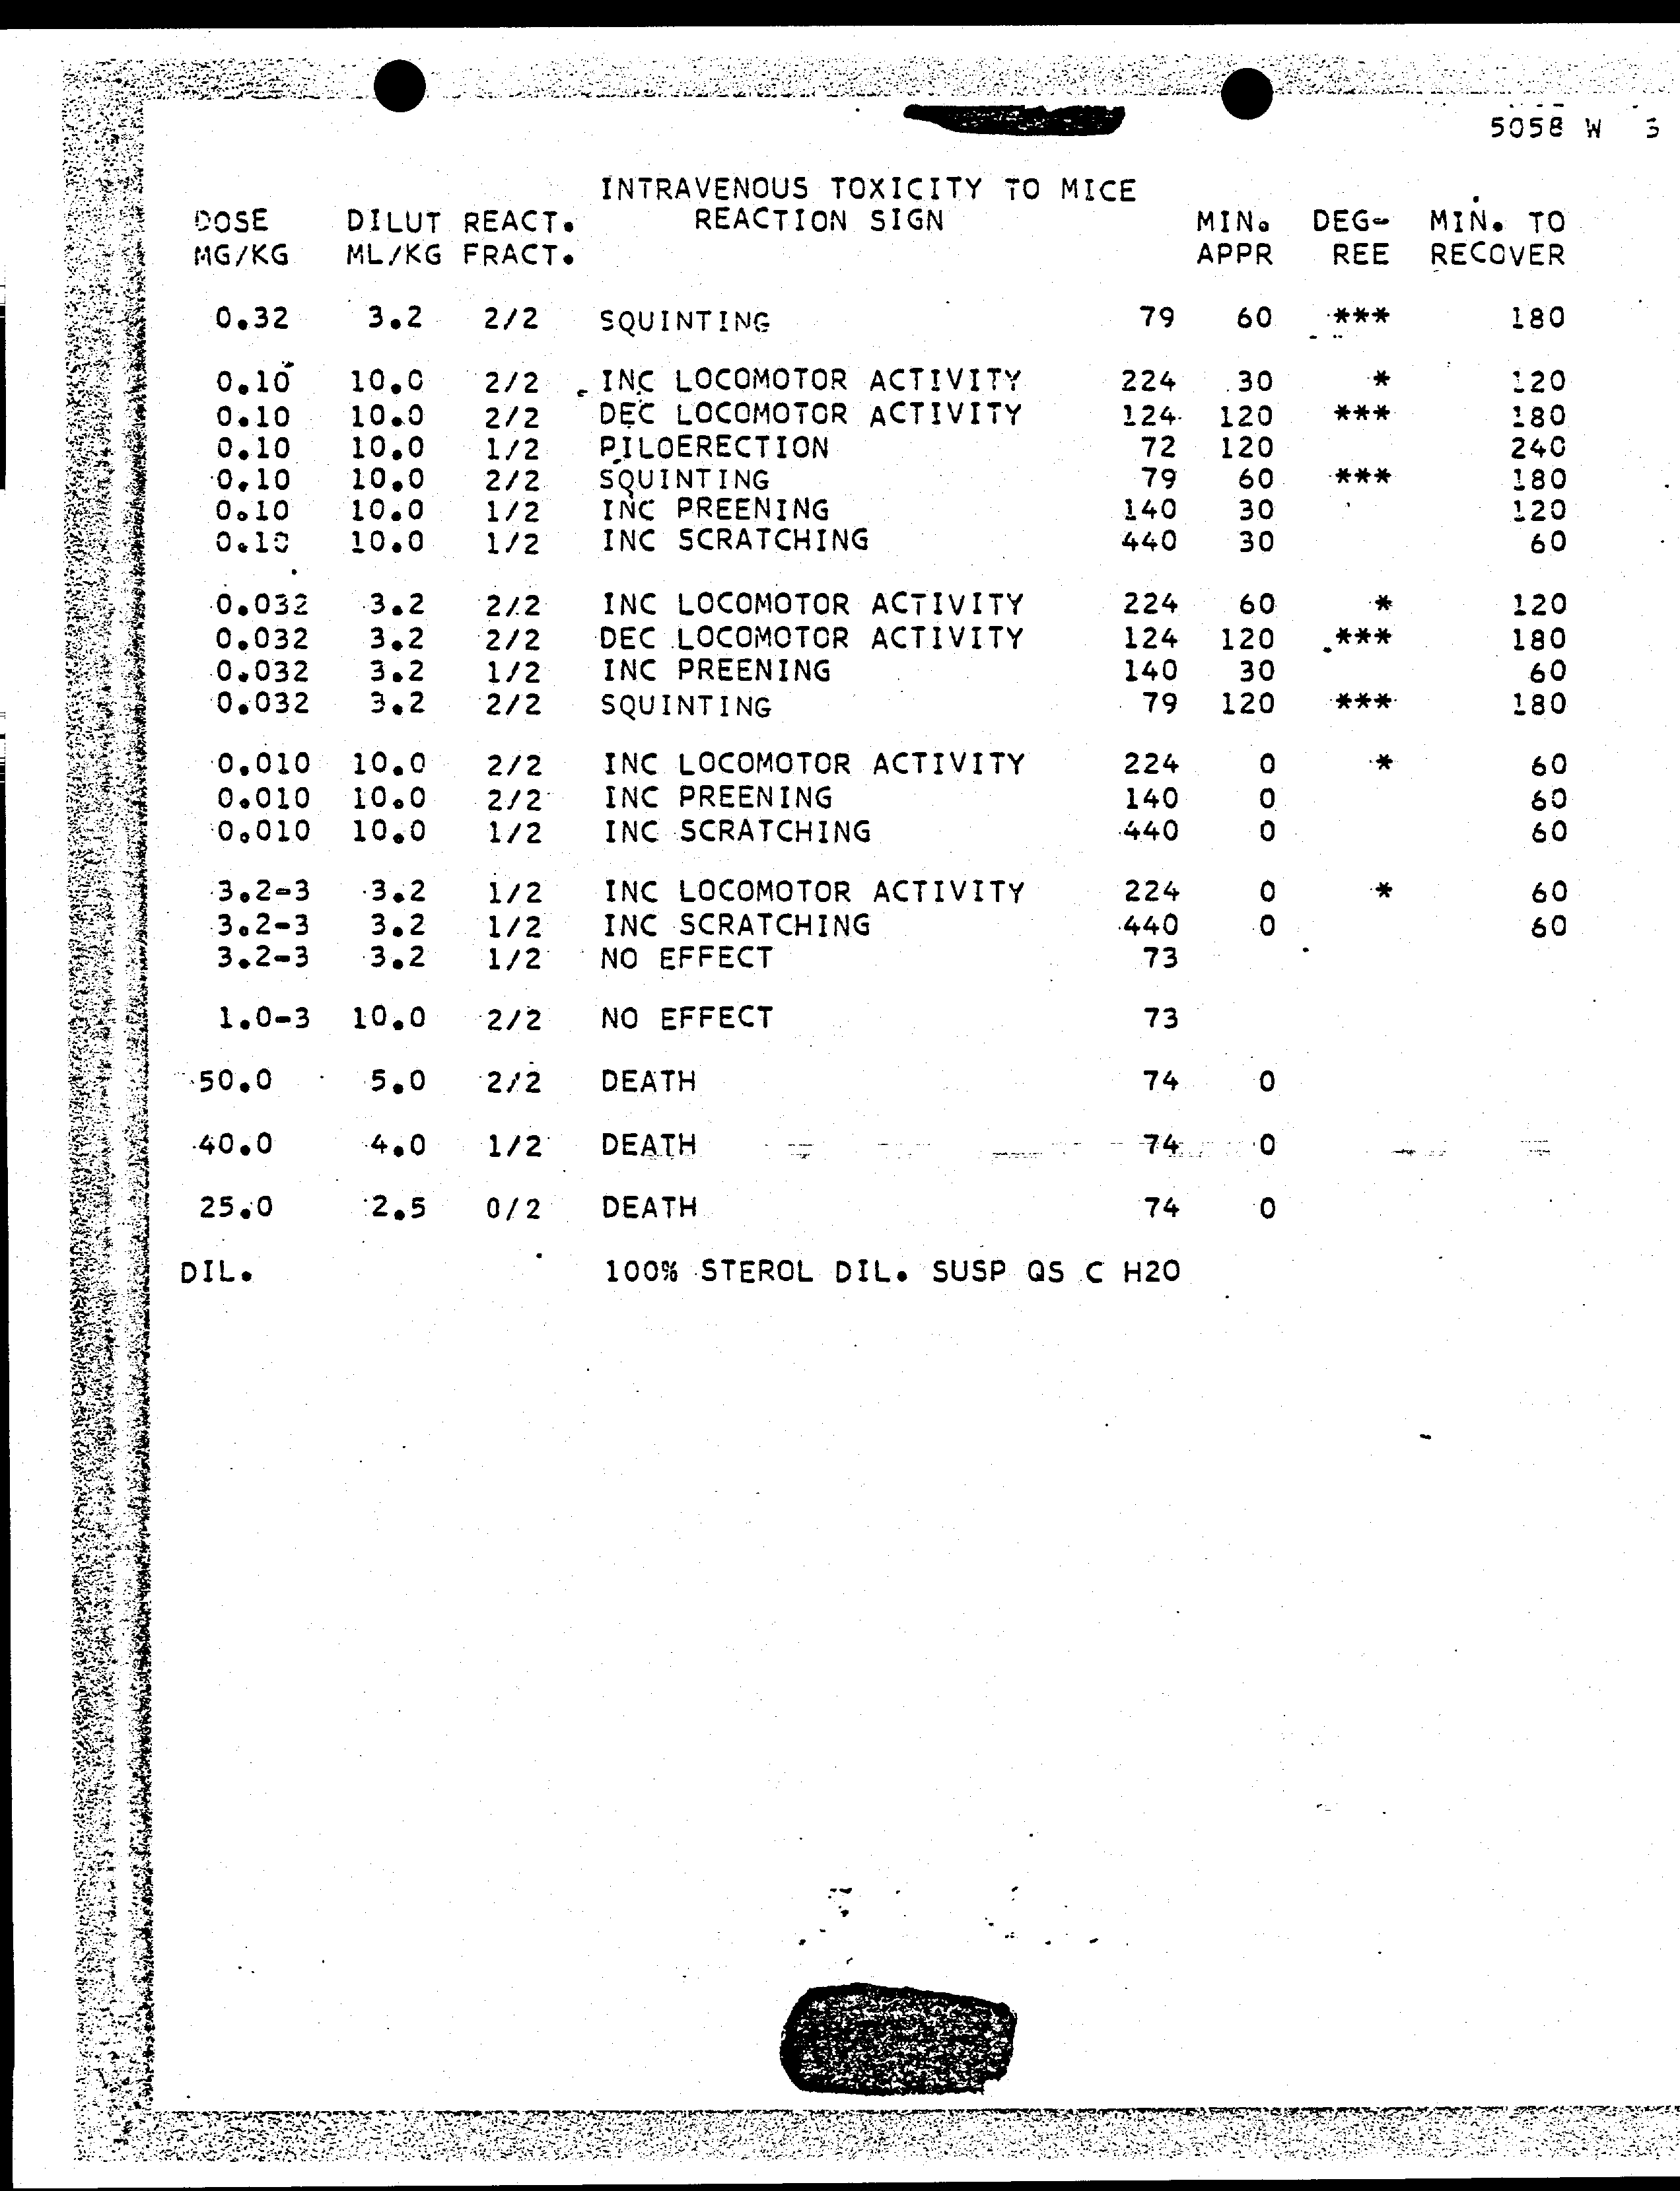 5058 W 3
INTRAVENOUS TOXICITY TO MICE
DOSE DILUT REACT. REACTION SIGN MIN. DEG- MIN. TO
MG/KG ML/KG FRACT. APPR REE RECOVER
0.32 3.2 2/2 SQUINTING 79 60 *** 180
0.10 10.0 2/2 INC LOCOMOTOR ACTIVITY 224 30 * 120
0.10 10.0 2/2 DEC LOCOMOTOR ACTIVITY 124 120 *** 180
0.10 10.0 1/2 PILOERECTION 72 120 240
0.10 10.0 2/2 SQUINTING 79 60 *** 180
0.10 10.0 1/2 INC PREENING 140 30 120
0.10 10.0 1/2 INC SCRATCHING 440 30 60
0.032 3.2 2/2 INC LOCOMOTOR ACTIVITY 224 60 * 120
0.032 3.2 2/2 DEC LOCOMOTOR ACTIVITY 124 120 *** 180
0.032 3.2 1/2 INC PREENING 140 30 60
0.032 3.2 2/2 SQUINTING 79 120 *** 180
0.010 10.0 2/2 INC LOCOMOTOR ACTIVITY 224 0 * 60
0.010 10.0 2/2 INC PREENING 140 0 60
0.010 10.0 1/2 INC SCRATCHING 440 0 60
3.2-3 3.2 1/2 INC LOCOMOTOR ACTIVITY 224 0 * 60
3.2-3 3.2 1/2 INC SCRATCHING 440 0 60
3.2-3 3.2 1/2 NO EFFECT 73
1.0-3 10.0 2/2 NO EFFECT 73
50.0 5.0 2/2 DEATH 74 0
40.0 4.0 1/2 DEATH 74 0
25.0 2.5 0/2 DEATH 74 0
DIL. 100% STEROL DIL. SUSP QS C H2O